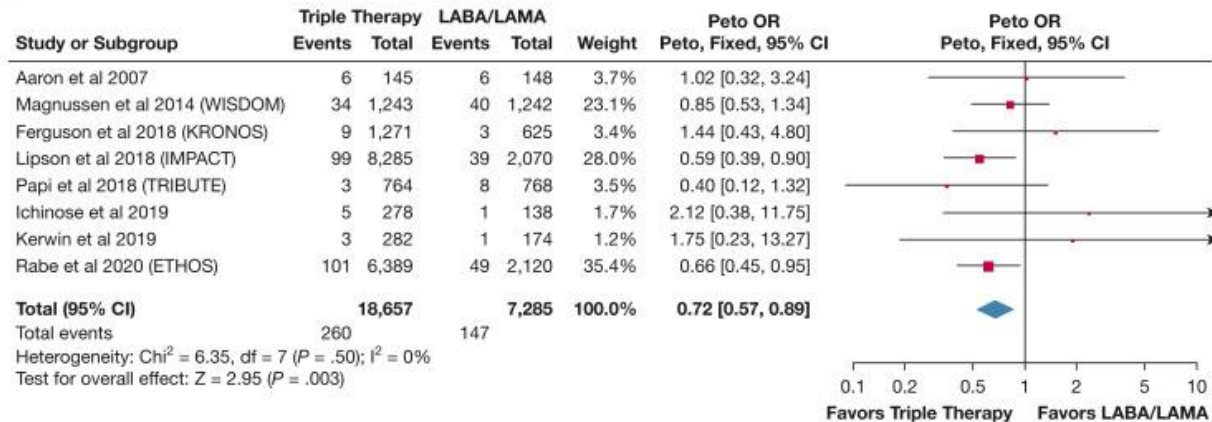 Triple Therapy LABA/LAMA Peto OR Peto OR
Study or Subgroup Events Total Events Total Weight Peto, Fixed, 95% CI Peto, Fixed, 95% CI
Aaron et al 2007 6 145 6 148 3.7% 1.02 [0.32, 3.24]
Magnussen et al 2014 (WISDOM) 34 1,243 40 1,242 23.1% 0.85 [0.53, 1.34]
Ferguson et al 2018 (KRONOS) 9 1,271 3 625 3.4% 1.44 [0.43, 4.80]
Lipson et al 2018 (IMPACT) 99 8,285 39 2,070 28.0% 0.59 [0.39, 0.90]
Papi et al 2018 (TRIBUTE) 3 764 8 768 3.5% 0.40 [0.12, 1.32]
Ichinose et al 2019 5 278 1 138 1.7% 2.12 [0.38, 11.75]
Kerwin et al 2019 3 282 1 174 1.2% 1.75 [0.23, 13.27]
Rabe et al 2020 (ETHOS) 101 6,389 49 2,120 35.4% 0.66 [0.45, 0.95]
Total (95% CI) 18,657 7,285 100.0% 0.72 [0.57, 0.89]
Total events 260 147
Heterogeneity: Chi² = 6.35, df = 7 (P = .50); I² = 0%
Test for overall effect: Z = 2.95 (P = .003)
0.1 0.2 0.5 1 2 5 10
Favors Triple Therapy Favors LABA/LAMA